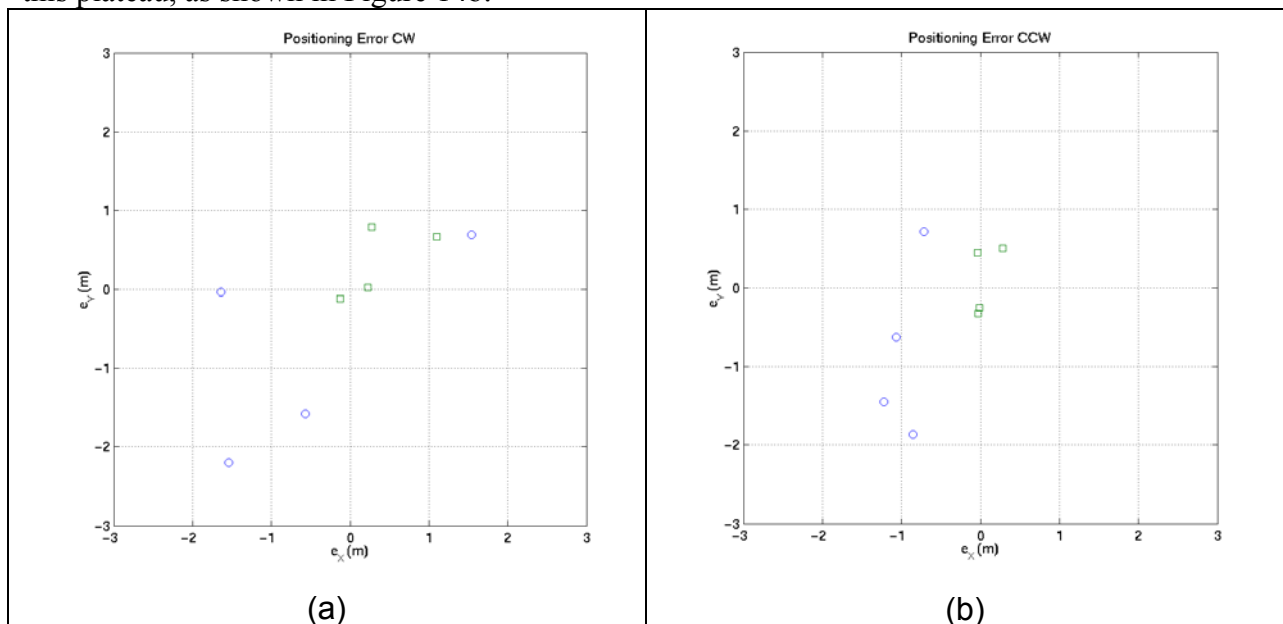 this plateau, as shown in Figure 14b.
Positioning Error CW
3
2
1
0
−1
−2
−3
e_Y (m)
−3 −2 −1 0 1 2 3
e_X (m)
(a)
Positioning Error CCW
3
2
1
0
−1
−2
−3
e_Y (m)
−3 −2 −1 0 1 2 3
e_X (m)
(b)